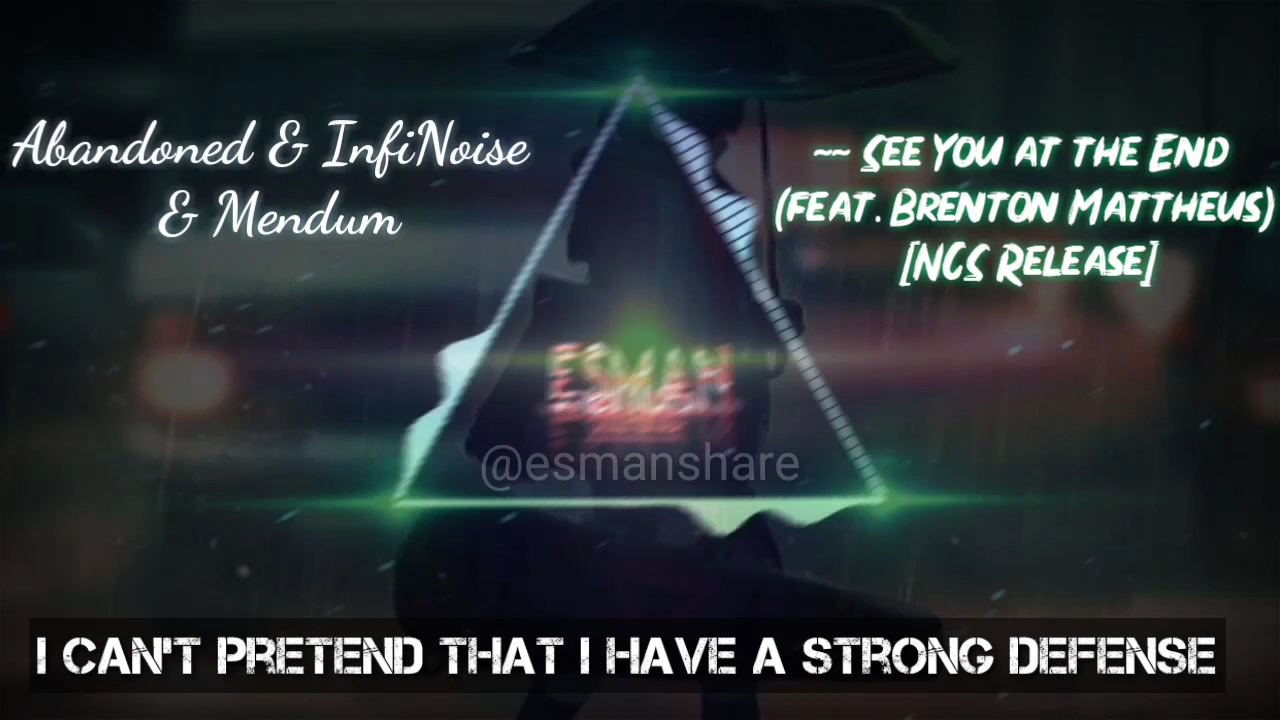 Abandoned & InfiNoise
& Mendum
~~ See You at the End
(feat. Brenton Mattheus)
[NCS Release]
ESMAN
@esmanshare
I CAN'T PRETEND THAT I HAVE A STRONG DEFENSE